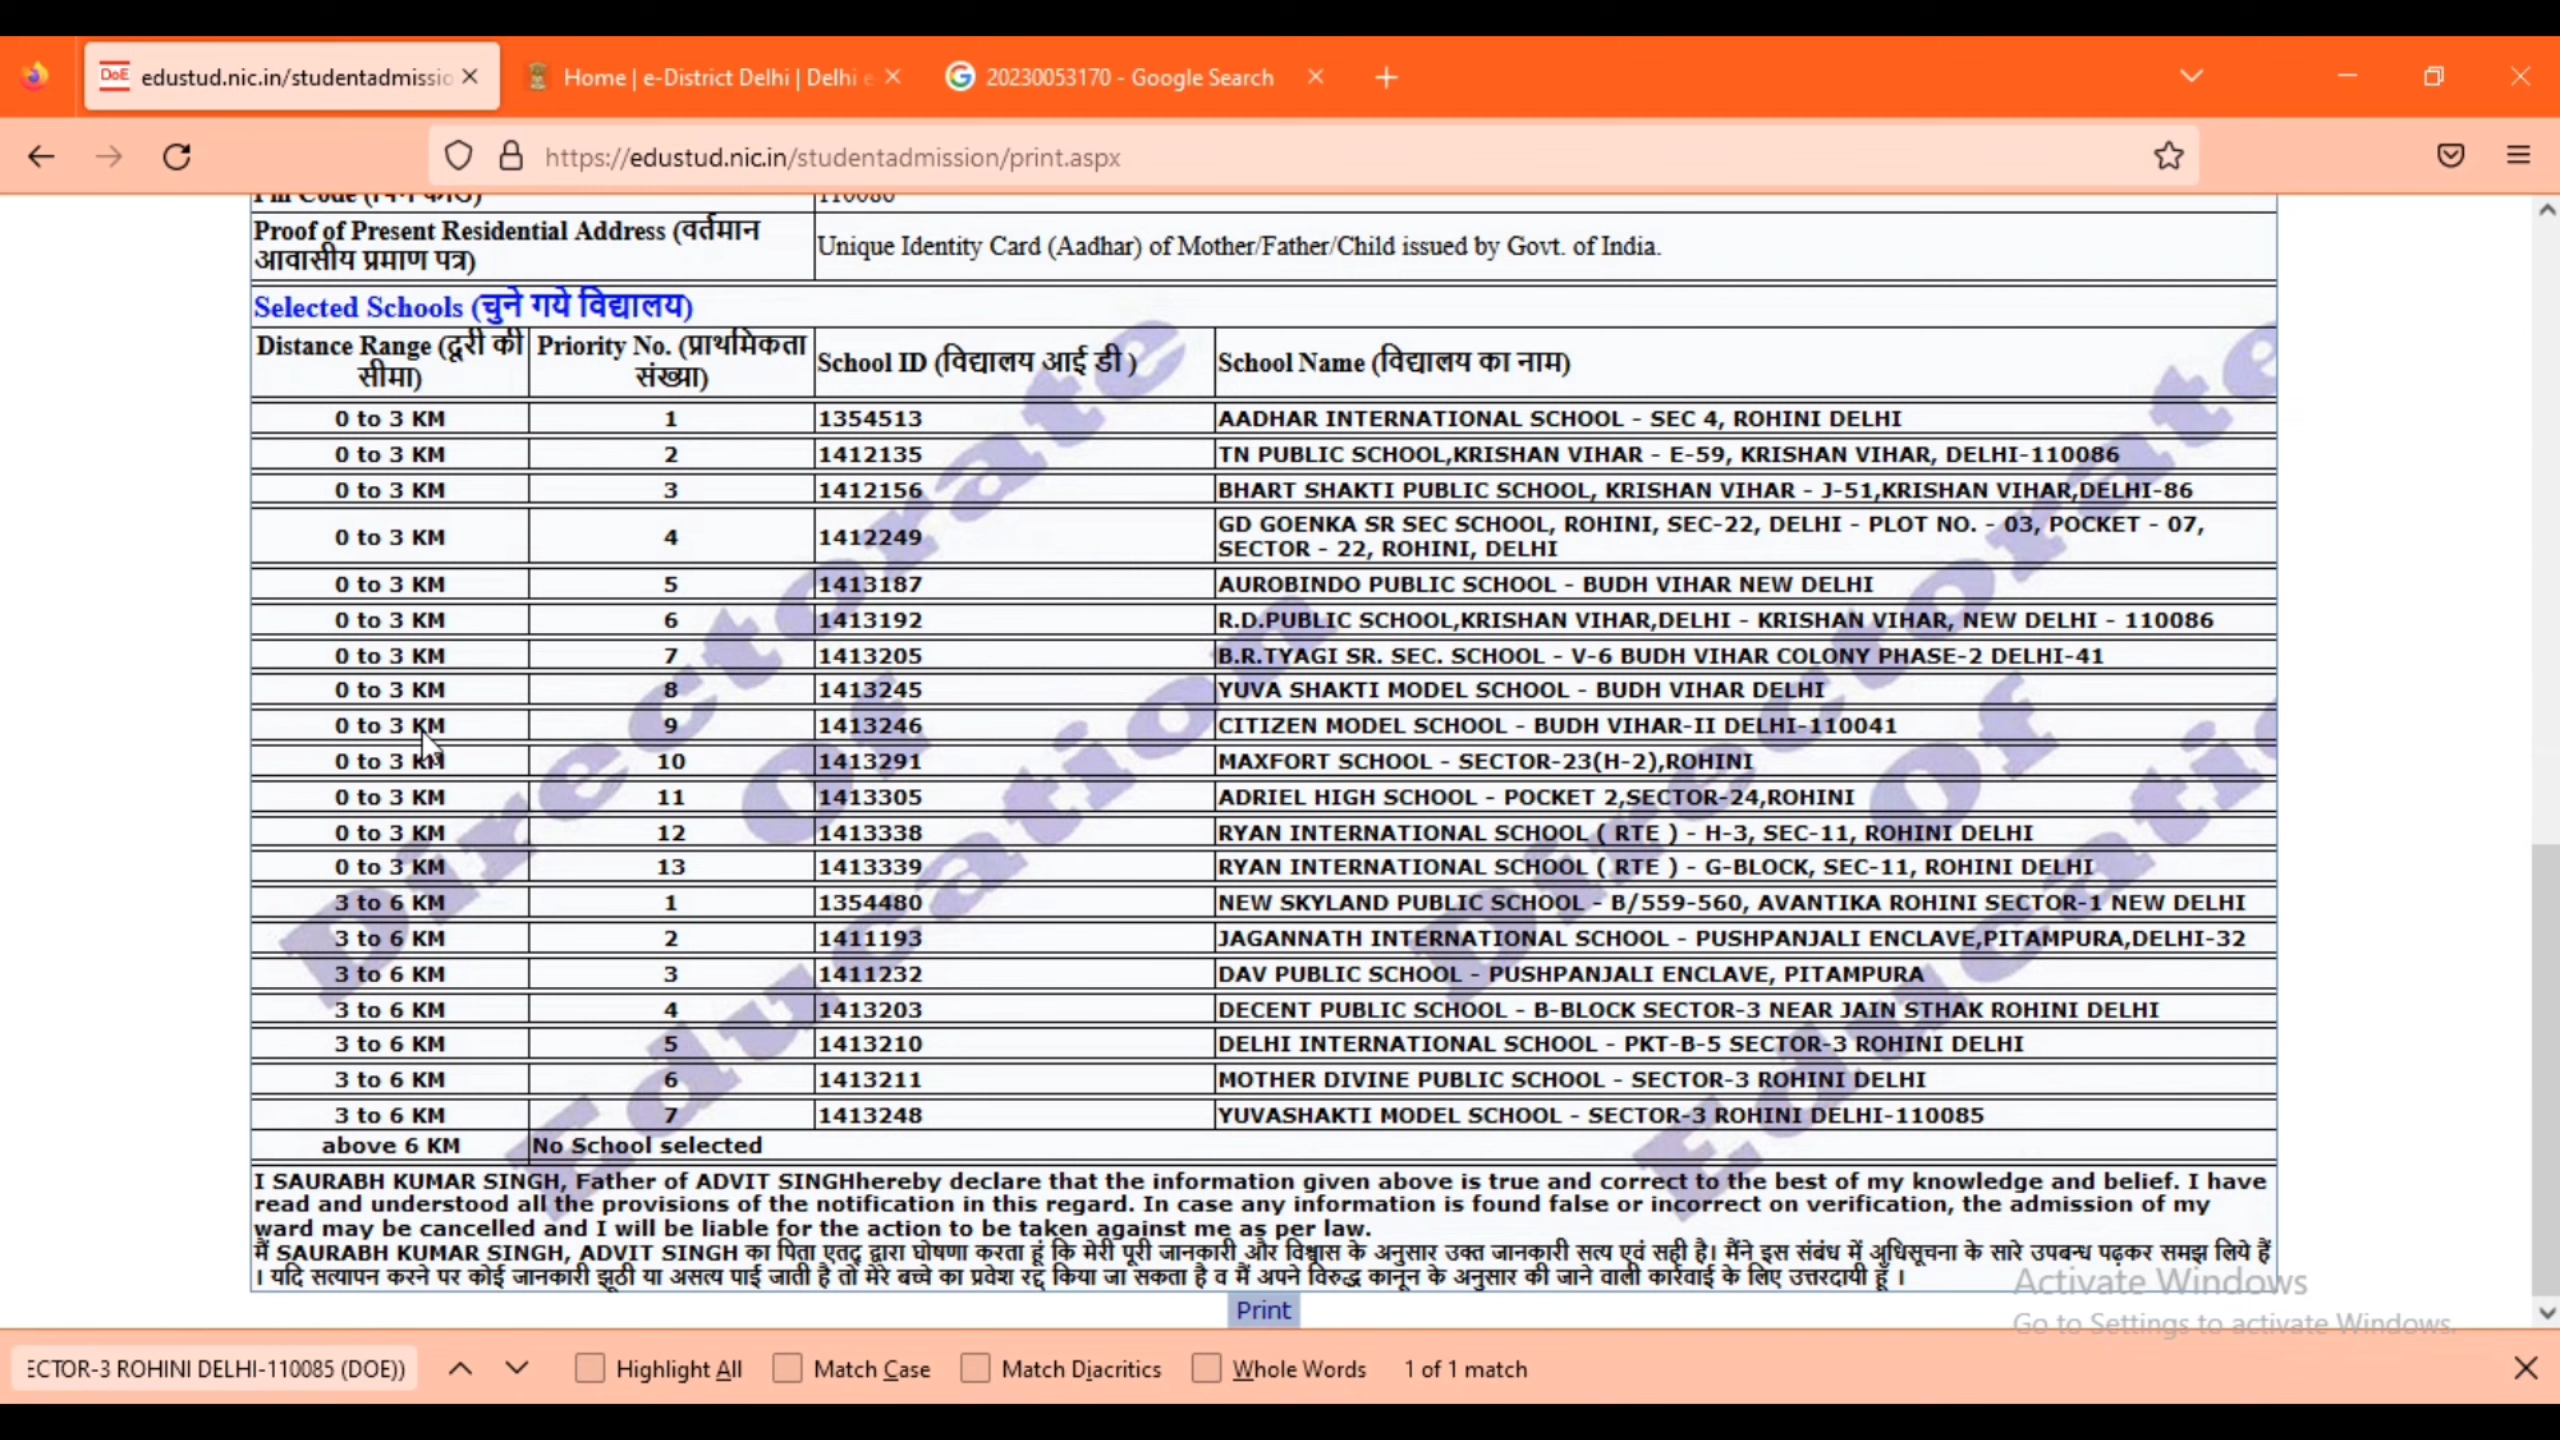 DoE edustud.nic.in/studentadmissio
Home | e-District Delhi | Delhi e
20230053170 - Google Search
https://edustud.nic.in/studentadmission/print.aspx
Pin Code (पिन कोड) 110086
Proof of Present Residential Address (वर्तमान
आवासीय प्रमाण पत्र)
Unique Identity Card (Aadhar) of Mother/Father/Child issued by Govt. of India.
Selected Schools (चुने गये विद्यालय)
Distance Range (दूरी की
सीमा)
Priority No. (प्राथमिकता
संख्या)
School ID (विद्यालय आई डी )
School Name (विद्यालय का नाम)
0 to 3 KM 1 1354513 AADHAR INTERNATIONAL SCHOOL - SEC 4, ROHINI DELHI
0 to 3 KM 2 1412135 TN PUBLIC SCHOOL,KRISHAN VIHAR - E-59, KRISHAN VIHAR, DELHI-110086
0 to 3 KM 3 1412156 BHART SHAKTI PUBLIC SCHOOL, KRISHAN VIHAR - J-51,KRISHAN VIHAR,DELHI-86
0 to 3 KM 4 1412249 GD GOENKA SR SEC SCHOOL, ROHINI, SEC-22, DELHI - PLOT NO. - 03, POCKET - 07,
SECTOR - 22, ROHINI, DELHI
0 to 3 KM 5 1413187 AUROBINDO PUBLIC SCHOOL - BUDH VIHAR NEW DELHI
0 to 3 KM 6 1413192 R.D.PUBLIC SCHOOL,KRISHAN VIHAR,DELHI - KRISHAN VIHAR, NEW DELHI - 110086
0 to 3 KM 7 1413205 B.R.TYAGI SR. SEC. SCHOOL - V-6 BUDH VIHAR COLONY PHASE-2 DELHI-41
0 to 3 KM 8 1413245 YUVA SHAKTI MODEL SCHOOL - BUDH VIHAR DELHI
0 to 3 KM 9 1413246 CITIZEN MODEL SCHOOL - BUDH VIHAR-II DELHI-110041
0 to 3 KM 10 1413291 MAXFORT SCHOOL - SECTOR-23(H-2),ROHINI
0 to 3 KM 11 1413305 ADRIEL HIGH SCHOOL - POCKET 2,SECTOR-24,ROHINI
0 to 3 KM 12 1413338 RYAN INTERNATIONAL SCHOOL ( RTE ) - H-3, SEC-11, ROHINI DELHI
0 to 3 KM 13 1413339 RYAN INTERNATIONAL SCHOOL ( RTE ) - G-BLOCK, SEC-11, ROHINI DELHI
3 to 6 KM 1 1354480 NEW SKYLAND PUBLIC SCHOOL - B/559-560, AVANTIKA ROHINI SECTOR-1 NEW DELHI
3 to 6 KM 2 1411193 JAGANNATH INTERNATIONAL SCHOOL - PUSHPANJALI ENCLAVE,PITAMPURA,DELHI-32
3 to 6 KM 3 1411232 DAV PUBLIC SCHOOL - PUSHPANJALI ENCLAVE, PITAMPURA
3 to 6 KM 4 1413203 DECENT PUBLIC SCHOOL - B-BLOCK SECTOR-3 NEAR JAIN STHAK ROHINI DELHI
3 to 6 KM 5 1413210 DELHI INTERNATIONAL SCHOOL - PKT-B-5 SECTOR-3 ROHINI DELHI
3 to 6 KM 6 1413211 MOTHER DIVINE PUBLIC SCHOOL - SECTOR-3 ROHINI DELHI
3 to 6 KM 7 1413248 YUVASHAKTI MODEL SCHOOL - SECTOR-3 ROHINI DELHI-110085
above 6 KM No School selected
Directorate Of Education
Directorate Of Educatio
I SAURABH KUMAR SINGH, Father of ADVIT SINGHhereby declare that the information given above is true and correct to the best of my knowledge and belief. I have
read and understood all the provisions of the notification in this regard. In case any information is found false or incorrect on verification, the admission of my
ward may be cancelled and I will be liable for the action to be taken against me as per law.
मैं SAURABH KUMAR SINGH, ADVIT SINGH का पिता एतद् द्वारा घोषणा करता हूं कि मेरी पूरी जानकारी और विश्वास के अनुसार उक्त जानकारी सत्य एवं सही है। मैंने इस संबंध में अधिसूचना के सारे उपबन्ध पढ़कर समझ लिये हैं
। यदि सत्यापन करने पर कोई जानकारी झूठी या असत्य पाई जाती है तो मेरे बच्चे का प्रवेश रद्द किया जा सकता है व मैं अपने विरुद्ध कानून के अनुसार की जाने वाली कार्रवाई के लिए उत्तरदायी हूँ ।
Print
Activate Windows
Go to Settings to activate Windows.
ECTOR-3 ROHINI DELHI-110085 (DOE)) Highlight All Match Case Match Diacritics Whole Words 1 of 1 match